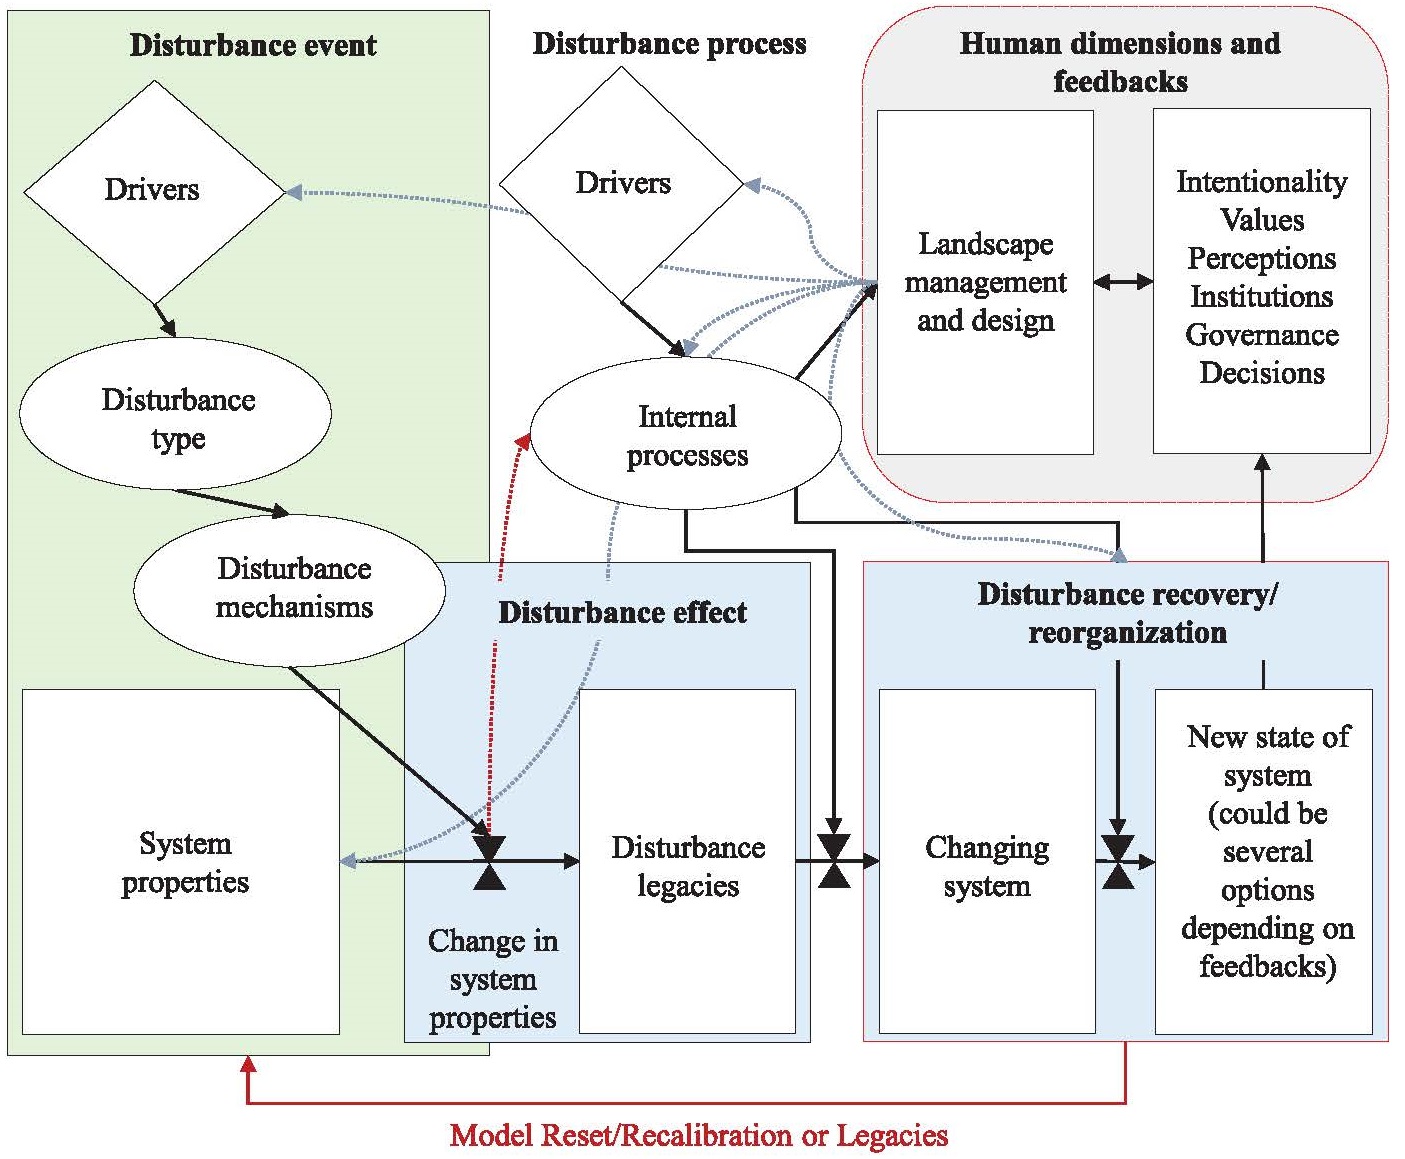 Disturbance event
Drivers
Disturbance
type
Disturbance
mechanisms
System
properties
Disturbance process
Drivers
Internal
processes
Human dimensions and
feedbacks
Landscape
management
and design
Intentionality
Values
Perceptions
Institutions
Governance
Decisions
Disturbance effect
Change in
system
properties
Disturbance
legacies
Disturbance recovery/
reorganization
Changing
system
New state of
system
(could be
several
options
depending on
feedbacks)
Model Reset/Recalibration or Legacies